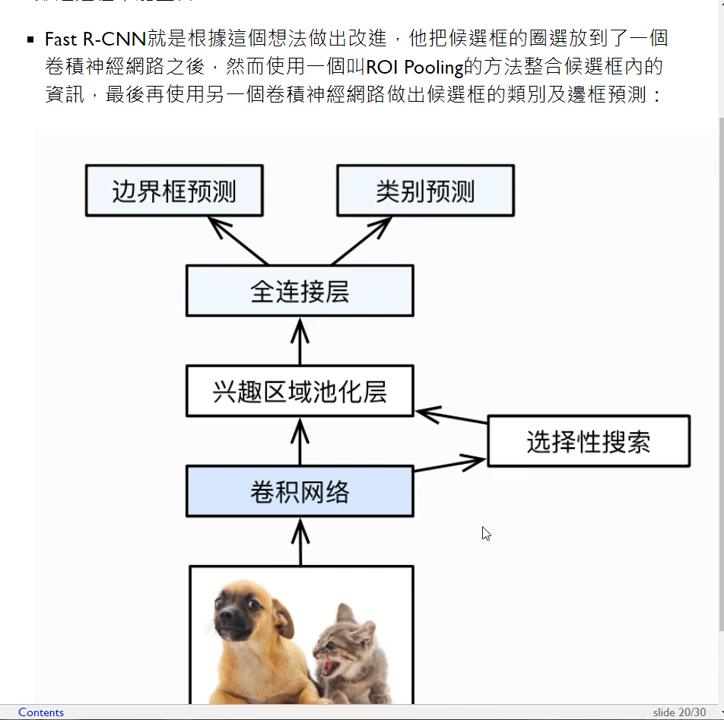 Fast R-CNN就是根據這個想法做出改進，他把候選框的圈選放到了一個
卷積神經網路之後，然而使用一個叫ROI Pooling的方法整合候選框內的
資訊，最後再使用另一個卷積神經網路做出候選框的類別及邊框預測：
边界框预测
类别预测
全连接层
兴趣区域池化层
选择性搜索
卷积网络
Contents
slide 20/30